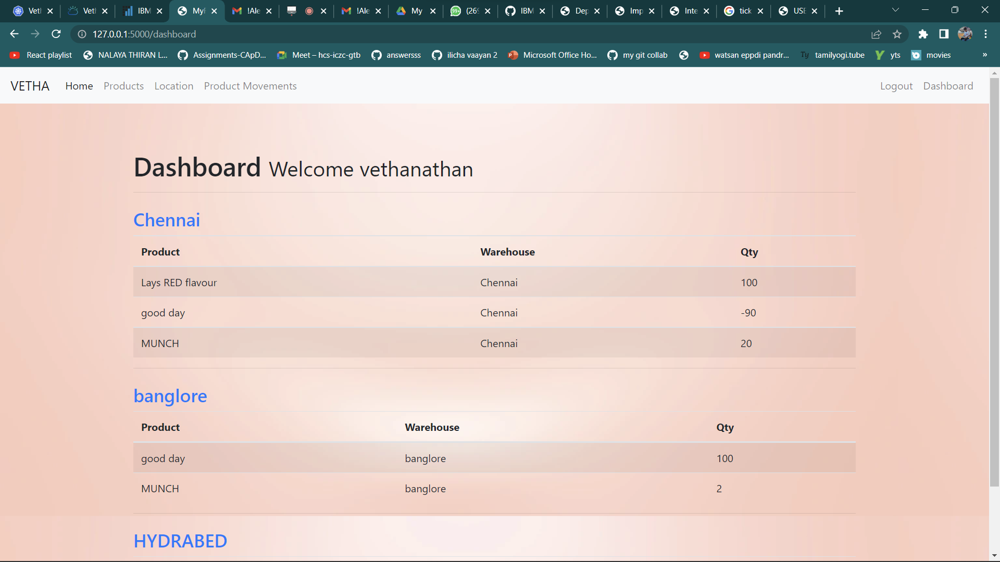 Vetl Vetl IBM MyF !Ale !Ale My (269 IBM Dep Imp Inte tick USE
127.0.0.1:5000/dashboard
React playlist NALAYA THIRAN L... Assignments-CApD... Meet – hcs-iczc-gtb answersss ilicha vaayan 2 Microsoft Office Ho... my git collab watsan eppdi pandr... Ty tamilyogi.tube yts movies »
VETHA Home Products Location Product Movements Logout Dashboard
Dashboard Welcome vethanathan
Chennai
Product Warehouse Qty
Lays RED flavour Chennai 100
good day Chennai -90
MUNCH Chennai 20
banglore
Product Warehouse Qty
good day banglore 100
MUNCH banglore 2
HYDRABED